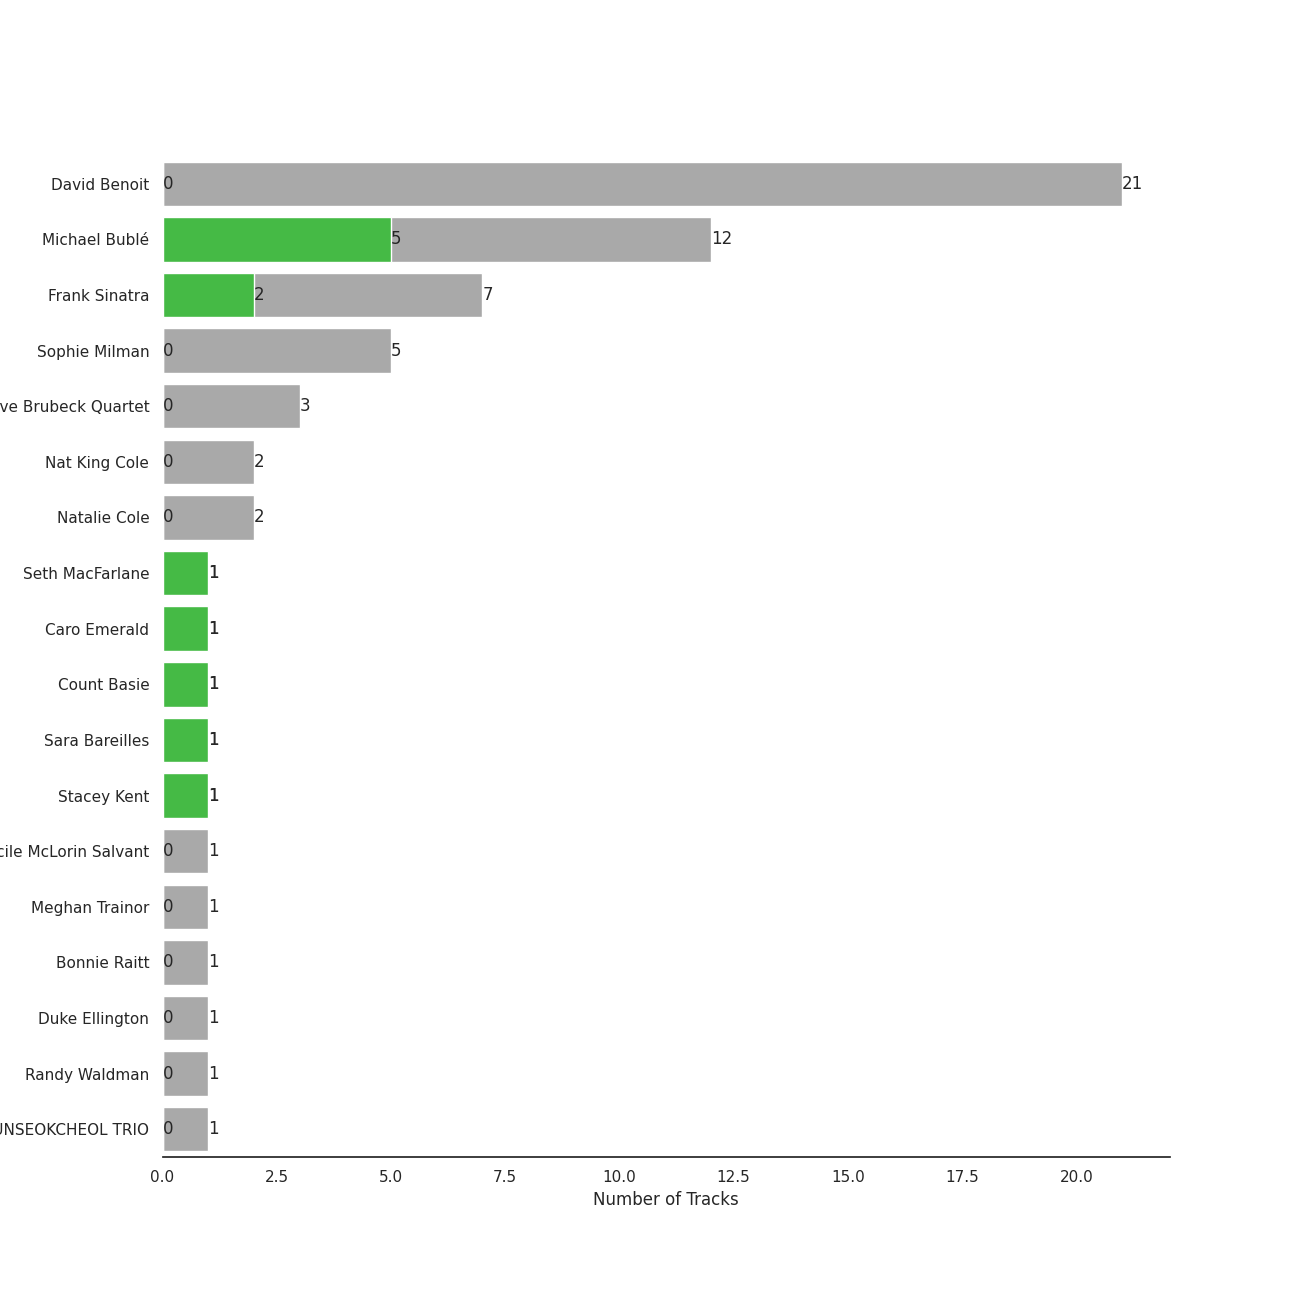 David Benoit 0 21
Michael Bublé 5 12
Frank Sinatra 2 7
Sophie Milman 0 5
ve Brubeck Quartet 0 3
Nat King Cole 0 2
Natalie Cole 0 2
Seth MacFarlane 1
Caro Emerald 1
Count Basie 1
Sara Bareilles 1
Stacey Kent 1
cile McLorin Salvant 0 1
Meghan Trainor 0 1
Bonnie Raitt 0 1
Duke Ellington 0 1
Randy Waldman 0 1
UNSEOKCHEOL TRIO 0 1
0.0 2.5 5.0 7.5 10.0 12.5 15.0 17.5 20.0
Number of Tracks